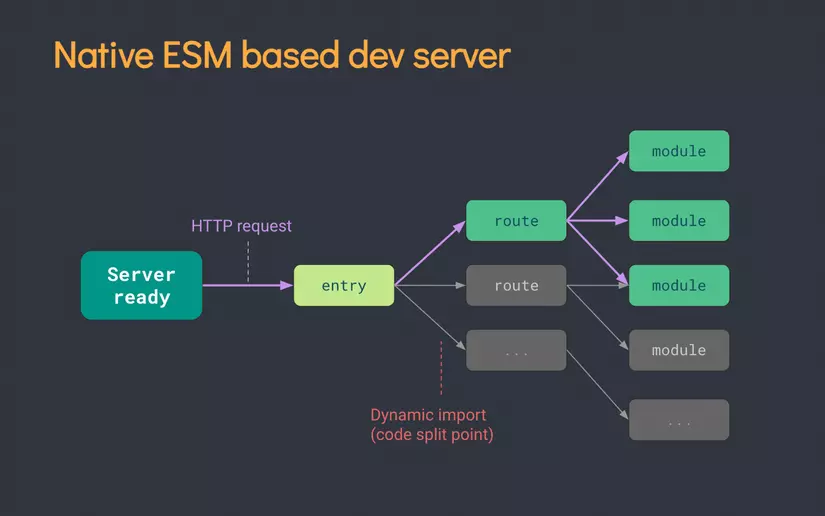 Native ESM based dev server
HTTP request
Server
ready
entry
route
route
...
module
module
module
module
...
Dynamic import
(code split point)